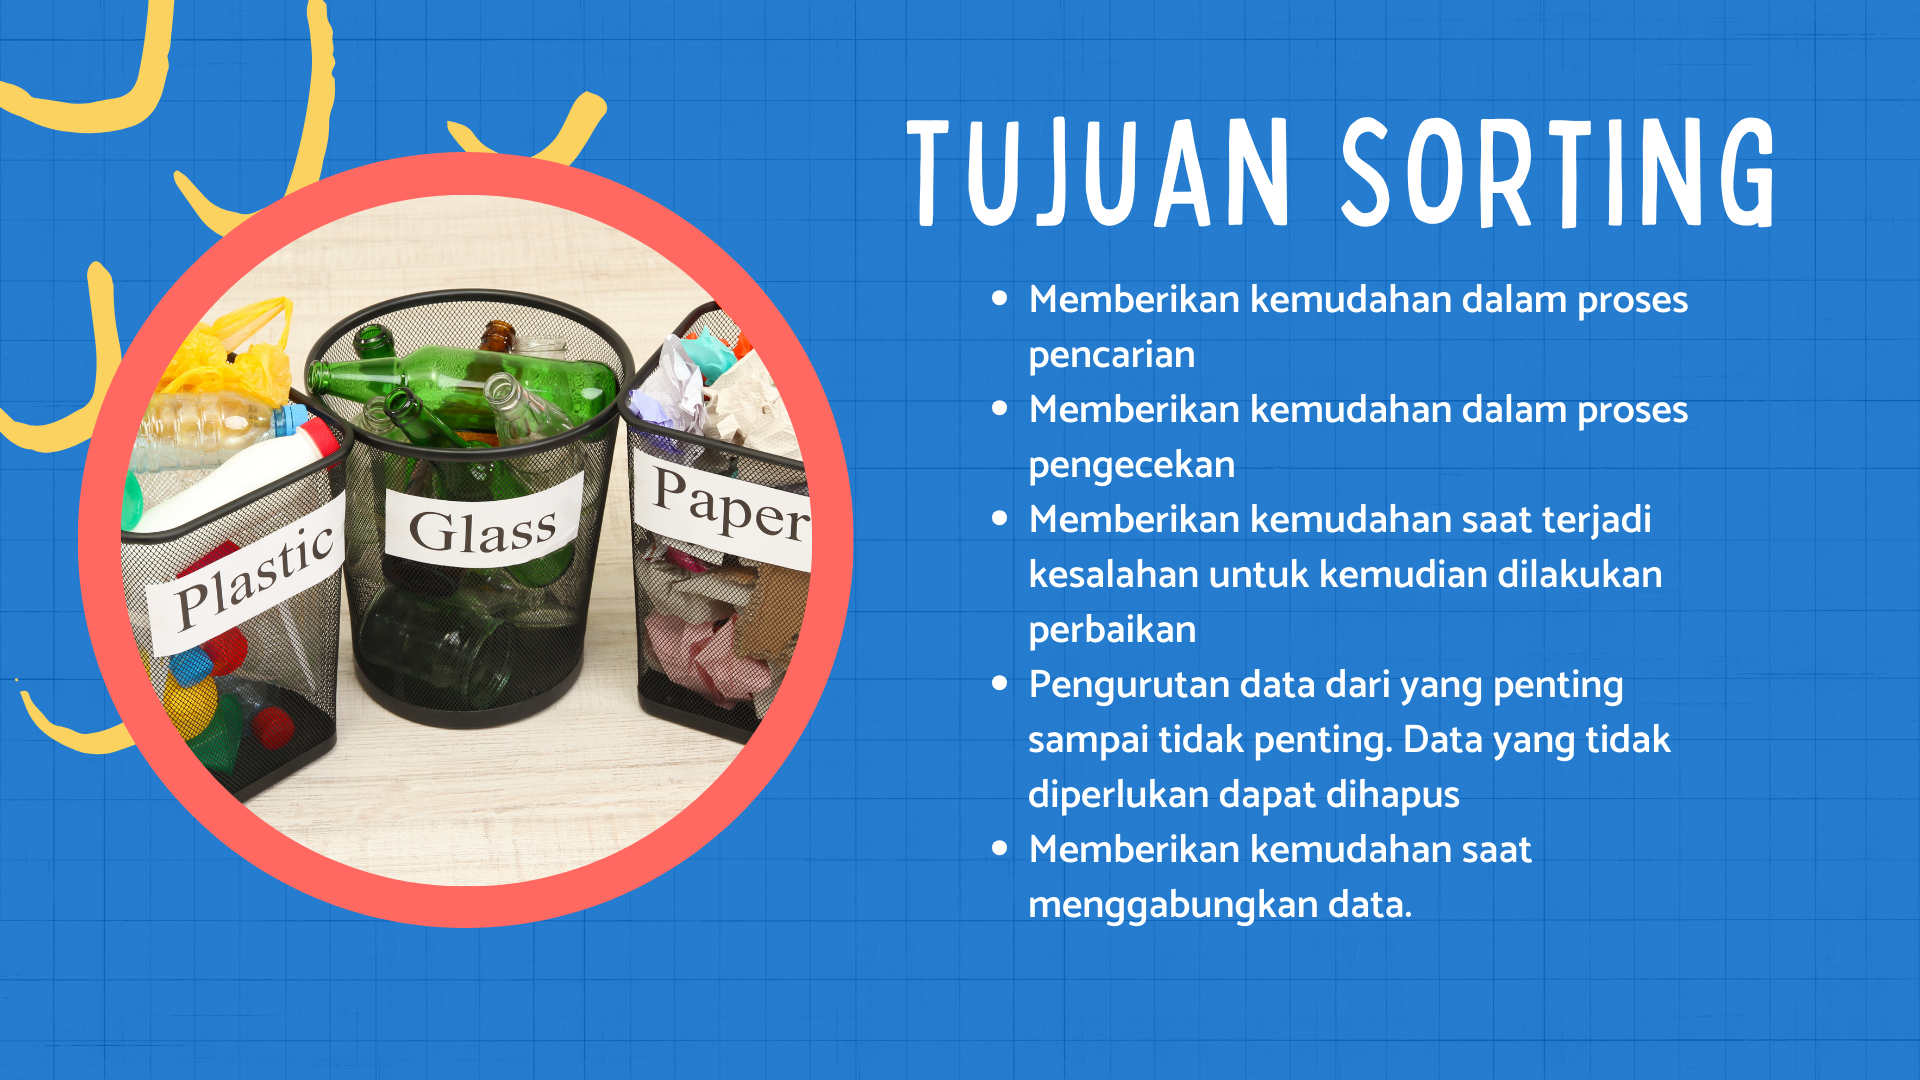 TUJUAN SORTING
Memberikan kemudahan dalam proses
pencarian
Memberikan kemudahan dalam proses
pengecekan
Memberikan kemudahan saat terjadi
kesalahan untuk kemudian dilakukan
perbaikan
Pengurutan data dari yang penting
sampai tidak penting. Data yang tidak
diperlukan dapat dihapus
Memberikan kemudahan saat
menggabungkan data.
Plastic
Glass
Paper